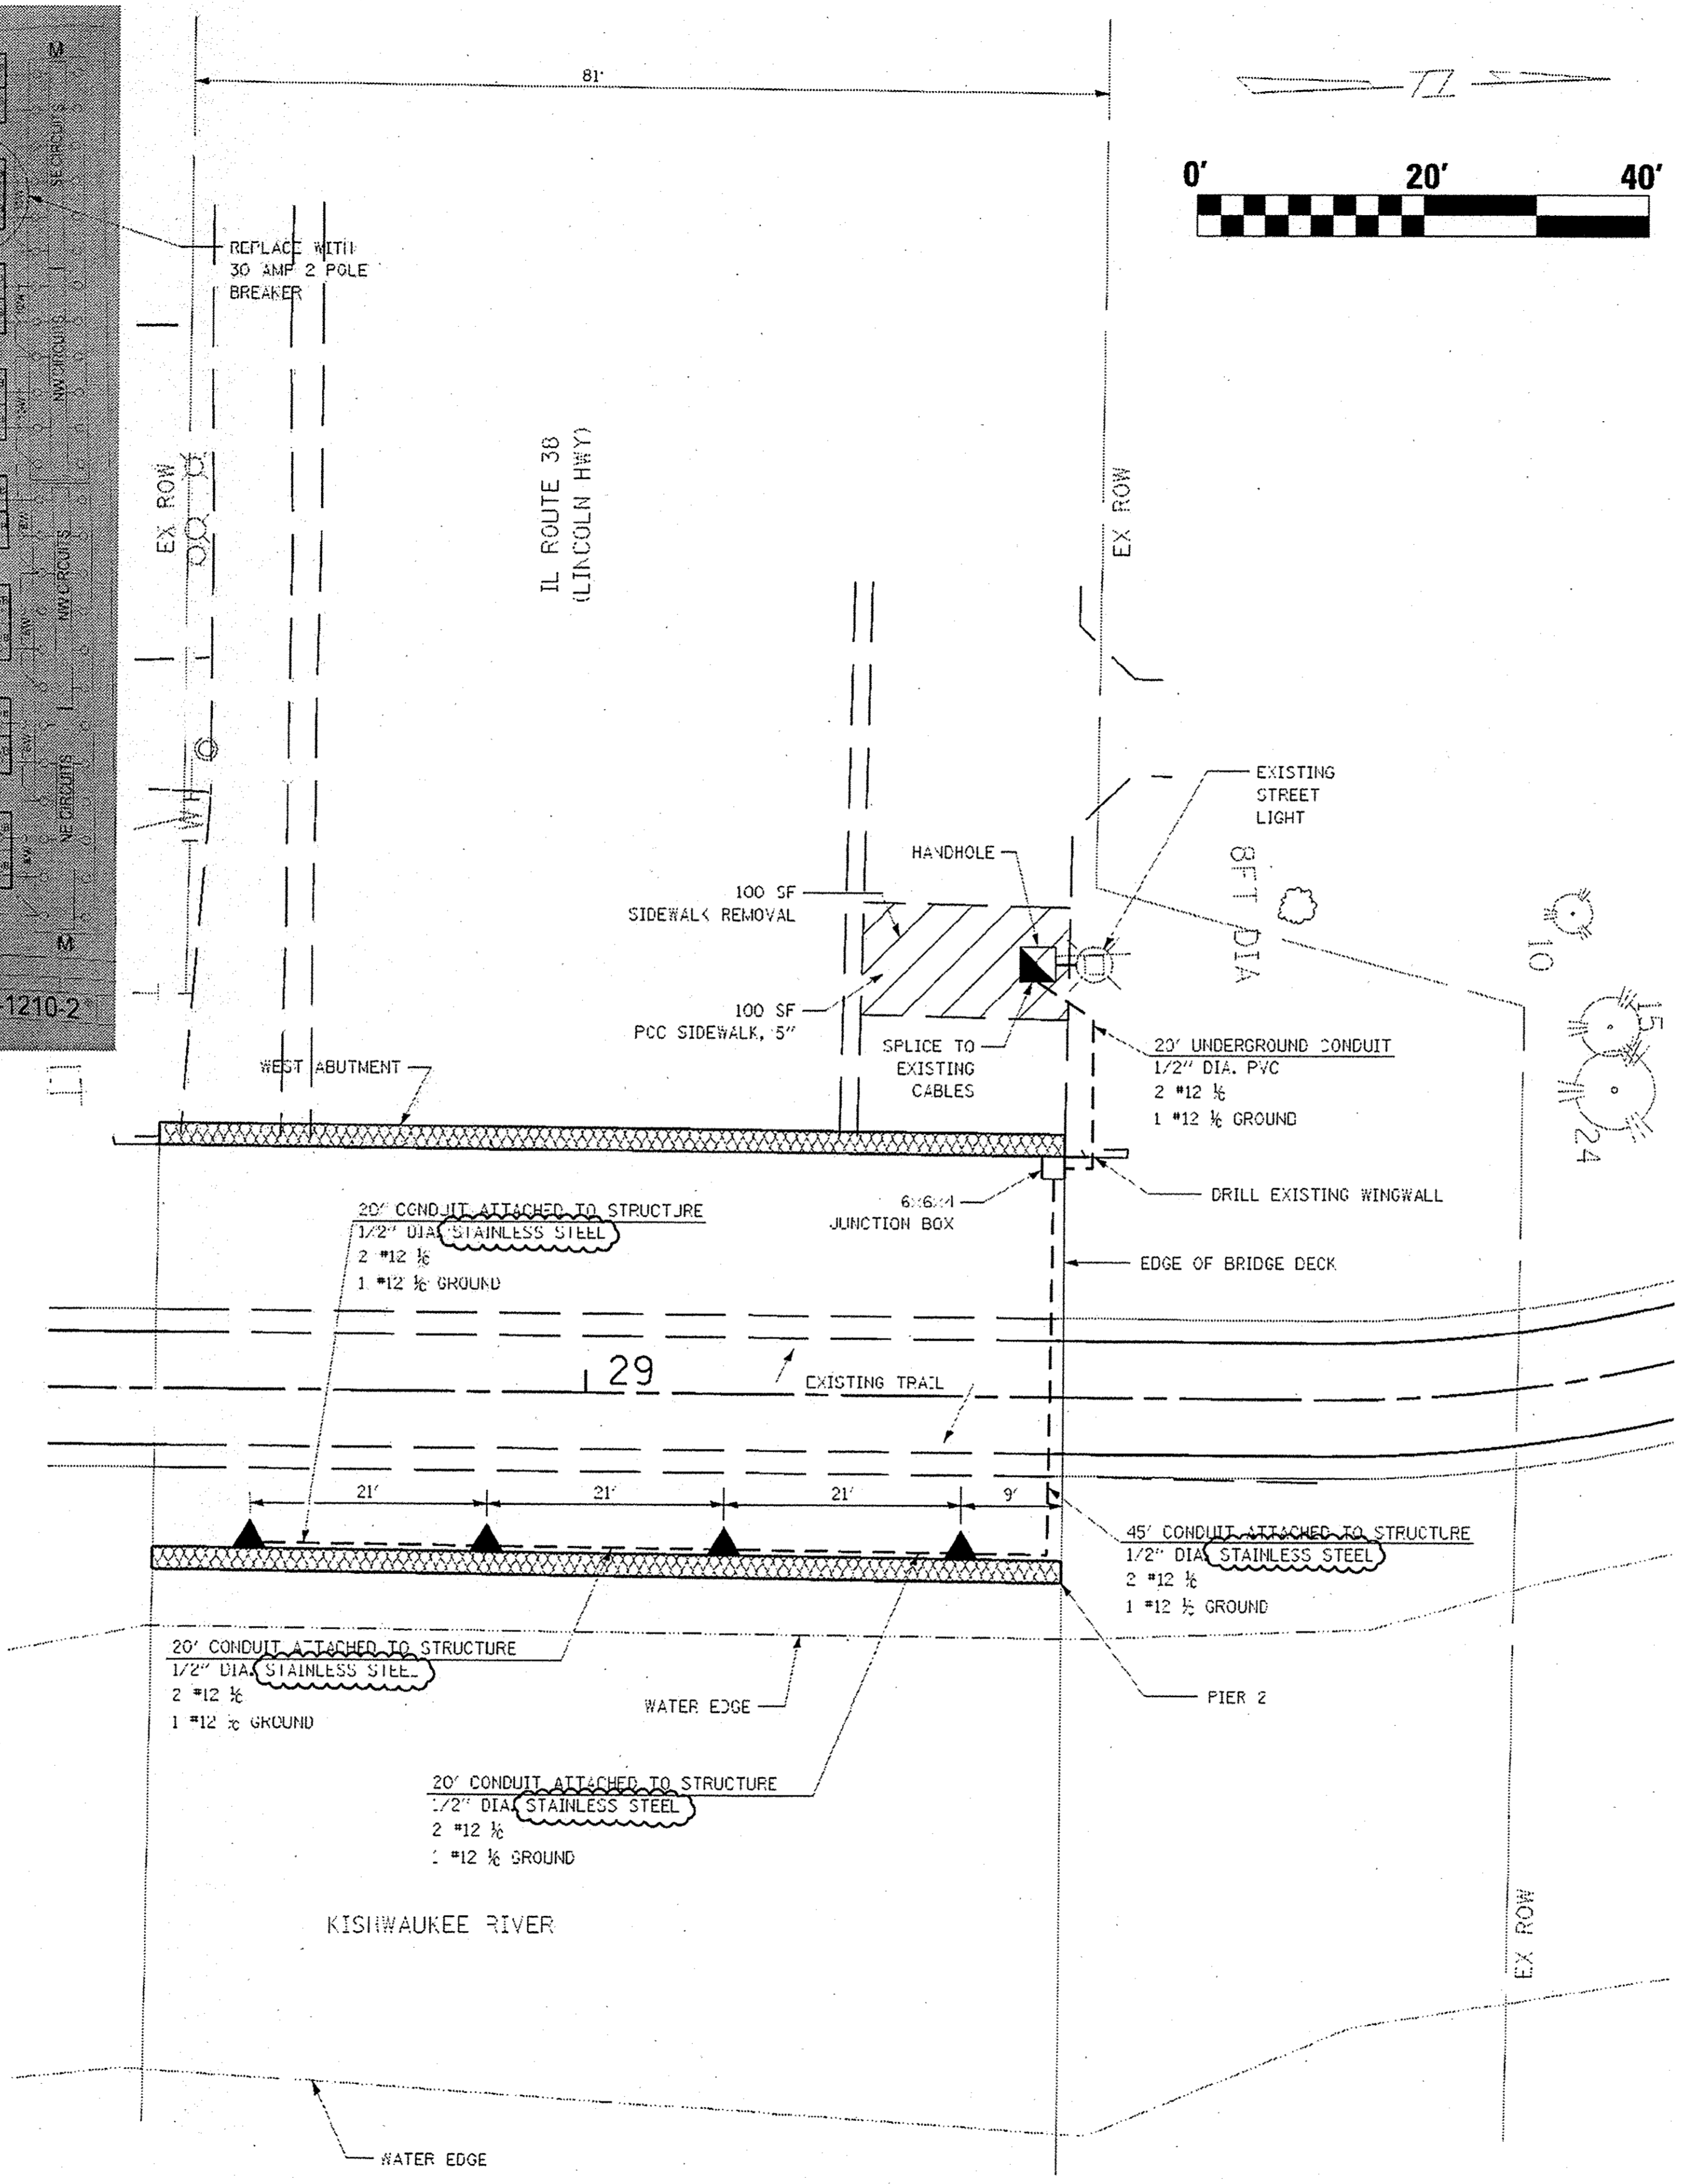 81'
0' 20' 40'
M
SE CIRCUITS
REPLACE WITH
30 AMP 2 POLE
BREAKER
NW CIRCUITS
NW CIRCUITS
NE CIRCUITS
M
-1210-2
EX ROW
IL ROUTE 38
(LINCOLN HWY)
EX ROW
EXISTING
STREET
LIGHT
HANDHOLE
8FT DIA
10
15
24
100 SF
SIDEWALK REMOVAL
100 SF
PCC SIDEWALK, 5"
SPLICE TO
EXISTING
CABLES
20' UNDERGROUND CONDUIT
1/2" DIA. PVC
2 #12 1/C
1 #12 1/C GROUND
WEST ABUTMENT
DRILL EXISTING WINGWALL
6x6x4
JUNCTION BOX
20' CONDUIT ATTACHED TO STRUCTURE
1/2" DIA. STAINLESS STEEL
2 #12 1/C
1 #12 1/C GROUND
EDGE OF BRIDGE DECK
29
EXISTING TRAIL
21' 21' 21' 9'
45' CONDUIT ATTACHED TO STRUCTURE
1/2" DIA. STAINLESS STEEL
2 #12 1/C
1 #12 1/C GROUND
20' CONDUIT ATTACHED TO STRUCTURE
1/2" DIA. STAINLESS STEEL
2 #12 1/C
1 #12 1/C GROUND
WATER EDGE
PIER 2
20' CONDUIT ATTACHED TO STRUCTURE
1/2" DIA. STAINLESS STEEL
2 #12 1/C
1 #12 1/C GROUND
KISHWAUKEE RIVER
EX ROW
WATER EDGE